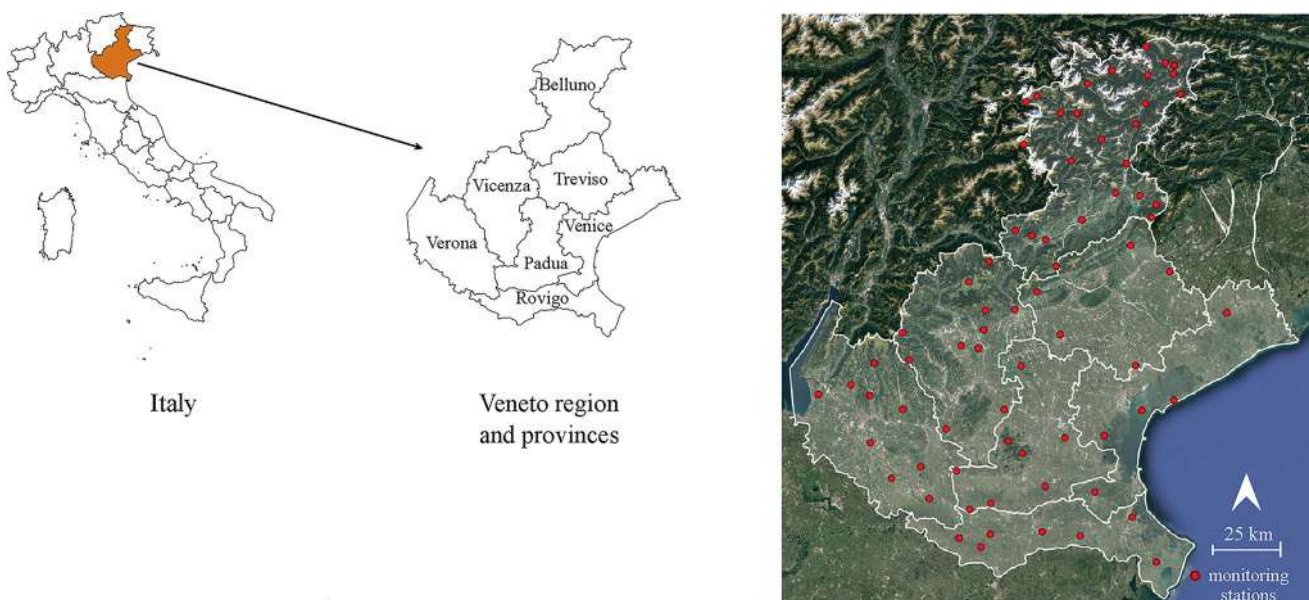 Belluno
Vicenza
Treviso
Venice
Verona
Padua
Rovigo
Italy
Veneto region
and provinces
25 km
monitoring
stations